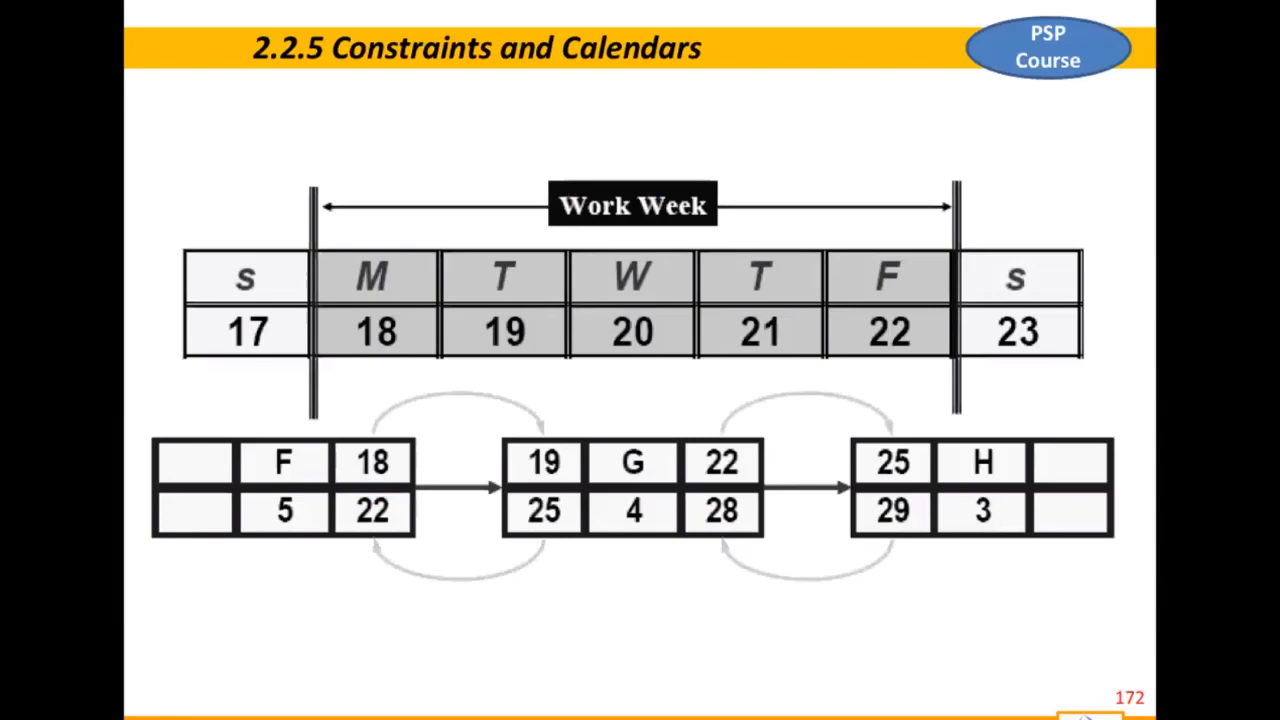 2.2.5 Constraints and Calendars
PSP
Course
Work Week
s M T W T F s
17 18 19 20 21 22 23
F 18 19 G 22 25 H
5 22 25 4 28 29 3
172